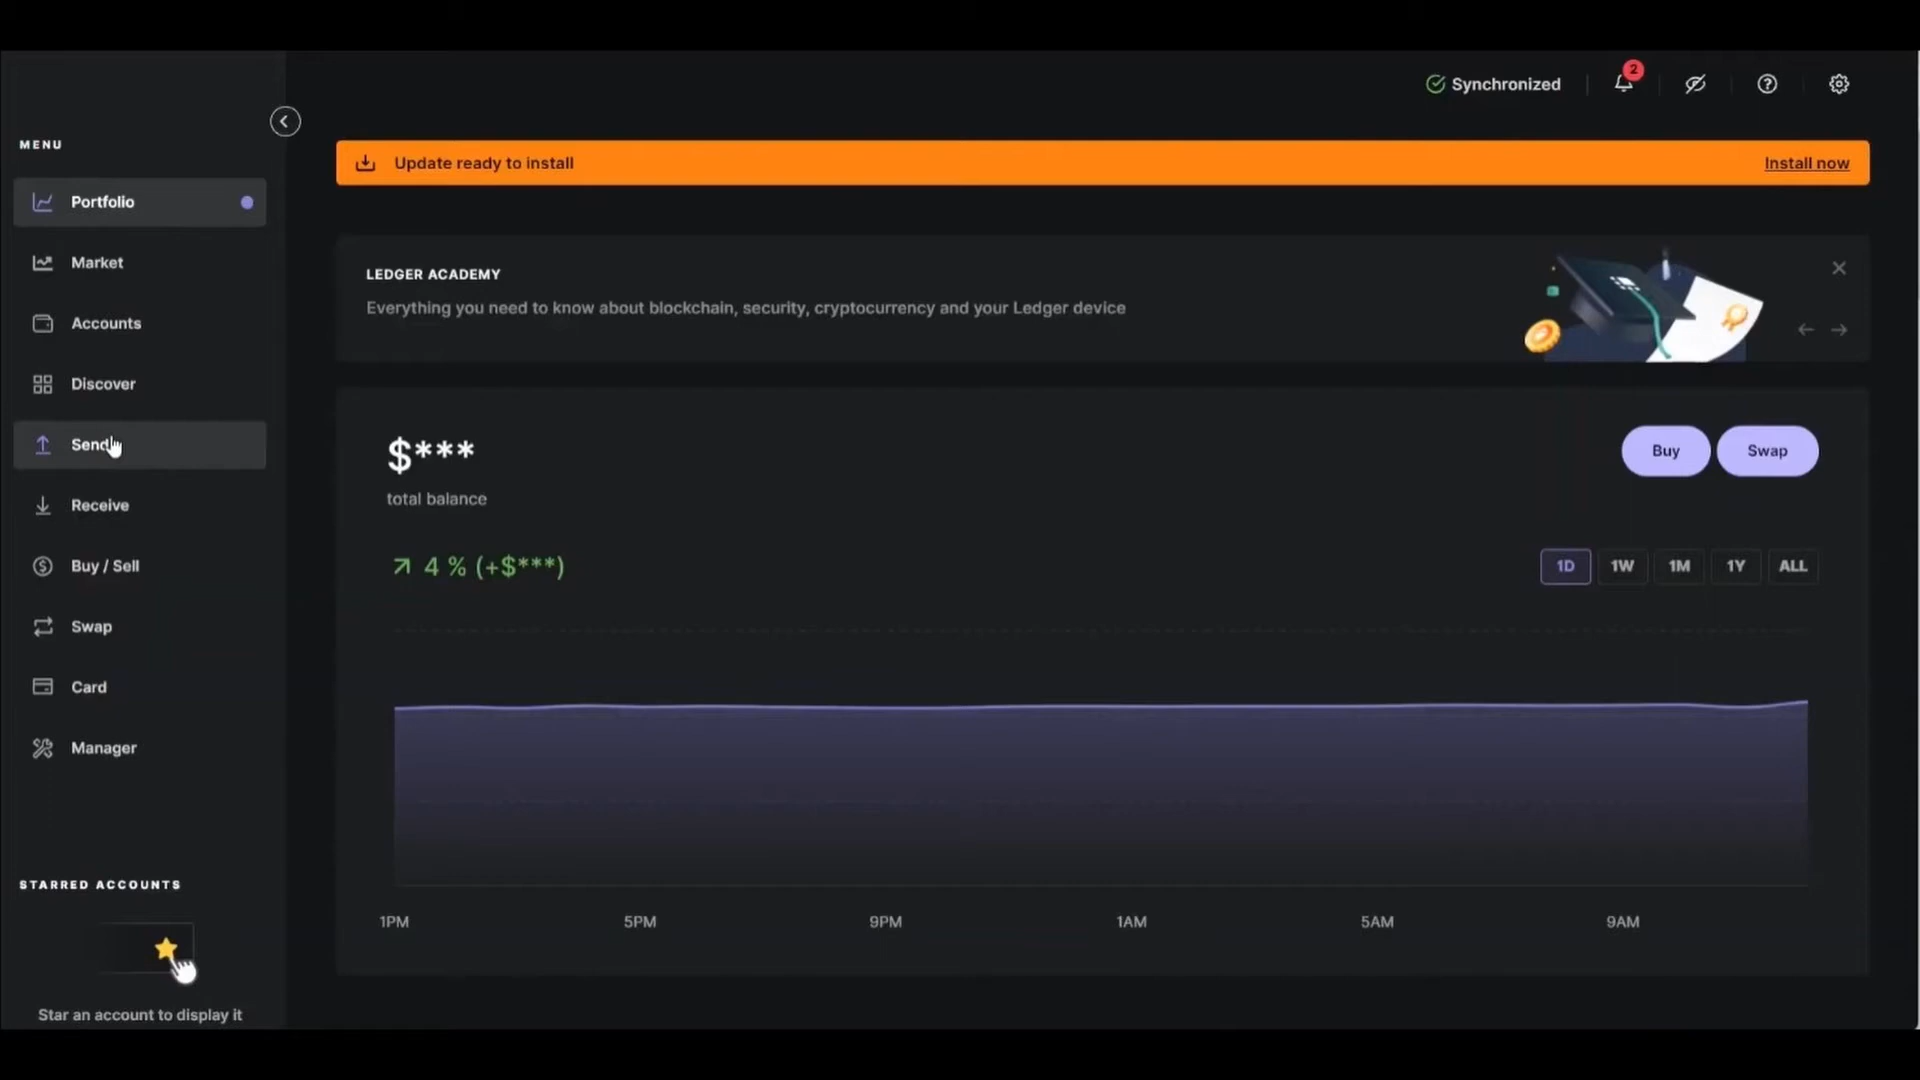 Synchronized
2
MENU
Portfolio
Market
Accounts
Discover
Send
Receive
Buy / Sell
Swap
Card
Manager
STARRED ACCOUNTS
Star an account to display it
Update ready to install
Install now
LEDGER ACADEMY
Everything you need to know about blockchain, security, cryptocurrency and your Ledger device
$***
total balance
Buy
Swap
4 % (+$***)
1D 1W 1M 1Y ALL
1PM 5PM 9PM 1AM 5AM 9AM